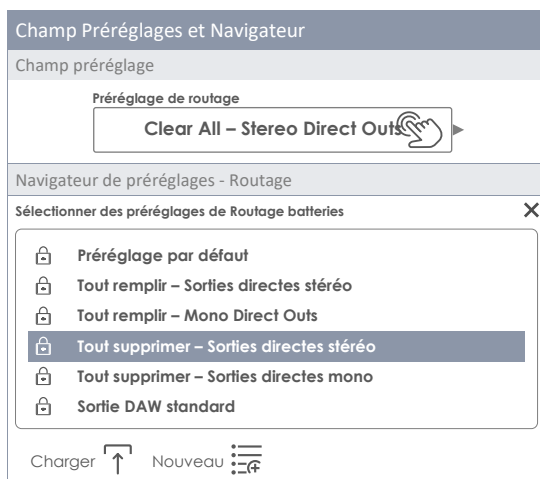 Champ Préréglages et Navigateur
Champ préréglage
Préréglage de routage
Clear All – Stereo Direct Outs
Navigateur de préréglages - Routage
Sélectionner des préréglages de Routage batteries
Préréglage par défaut
Tout remplir – Sorties directes stéréo
Tout remplir – Mono Direct Outs
Tout supprimer – Sorties directes stéréo
Tout supprimer – Sorties directes mono
Sortie DAW standard
Charger Nouveau